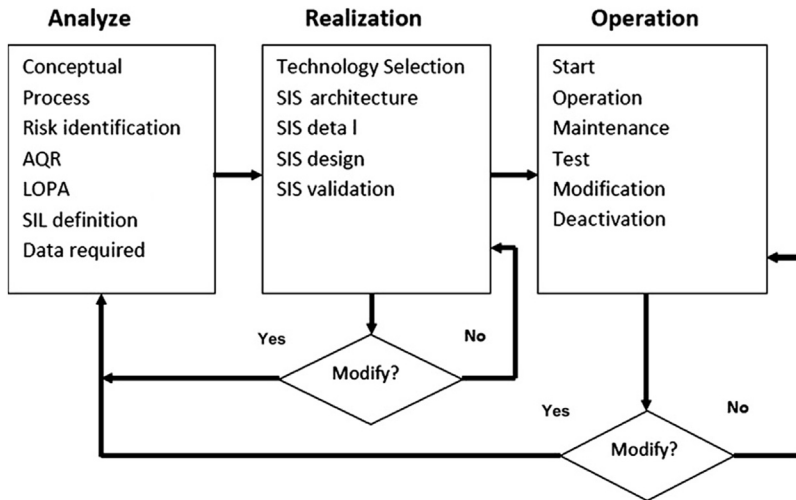 Analyze
Conceptual
Process
Risk identification
AQR
LOPA
SIL definition
Data required
Realization
Technology Selection
SIS architecture
SIS deta l
SIS design
SIS validation
Operation
Start
Operation
Maintenance
Test
Modification
Deactivation
Yes
Modify?
No
Yes
Modify?
No